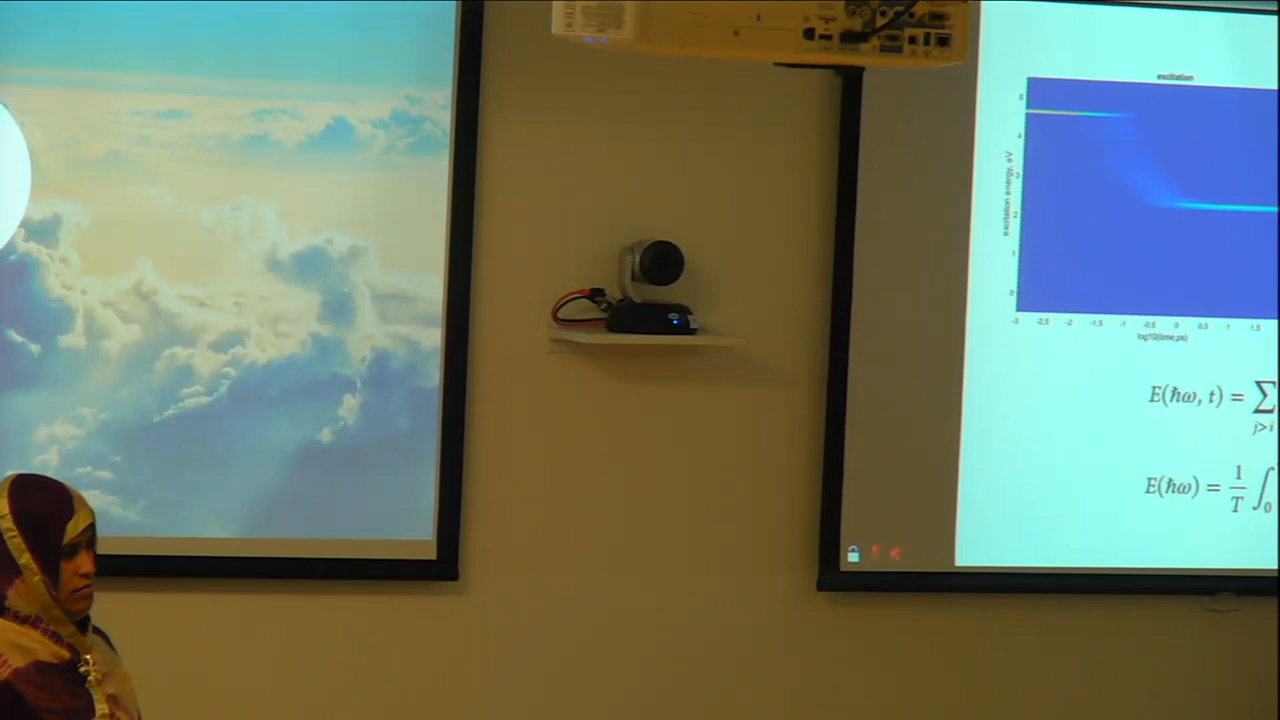 excitation
5
4
3
2
1
0
excitation energy, eV
-3 -2.5 -2 -1.5 -1 -0.5 0 0.5 1 1.5
log10(time,ps)
E(ħω, t) = ∑
j>i
E(ħω) = 1/T ∫0